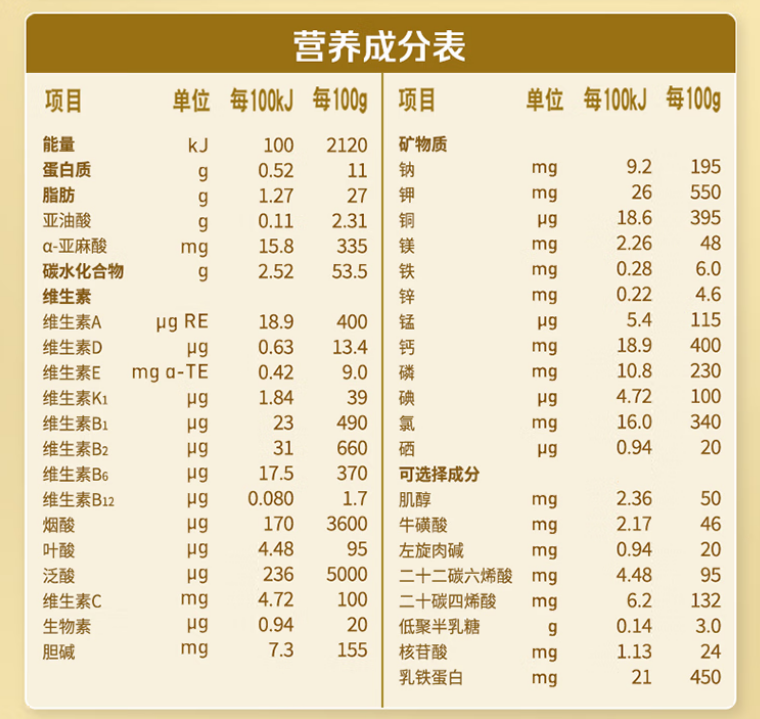 营养成分表
项目 单位 每100kJ 每100g
能量 kJ 100 2120
蛋白质 g 0.52 11
脂肪 g 1.27 27
亚油酸 g 0.11 2.31
α-亚麻酸 mg 15.8 335
碳水化合物 g 2.52 53.5
维生素
维生素A μg RE 18.9 400
维生素D μg 0.63 13.4
维生素E mg α-TE 0.42 9.0
维生素K1 μg 1.84 39
维生素B1 μg 23 490
维生素B2 μg 31 660
维生素B6 μg 17.5 370
维生素B12 μg 0.080 1.7
烟酸 μg 170 3600
叶酸 μg 4.48 95
泛酸 μg 236 5000
维生素C mg 4.72 100
生物素 μg 0.94 20
胆碱 mg 7.3 155
项目 单位 每100kJ 每100g
矿物质
钠 mg 9.2 195
钾 mg 26 550
铜 μg 18.6 395
镁 mg 2.26 48
铁 mg 0.28 6.0
锌 mg 0.22 4.6
锰 μg 5.4 115
钙 mg 18.9 400
磷 mg 10.8 230
碘 μg 4.72 100
氯 mg 16.0 340
硒 μg 0.94 20
可选择成分
肌醇 mg 2.36 50
牛磺酸 mg 2.17 46
左旋肉碱 mg 0.94 20
二十二碳六烯酸 mg 4.48 95
二十碳四烯酸 mg 6.2 132
低聚半乳糖 g 0.14 3.0
核苷酸 mg 1.13 24
乳铁蛋白 mg 21 450